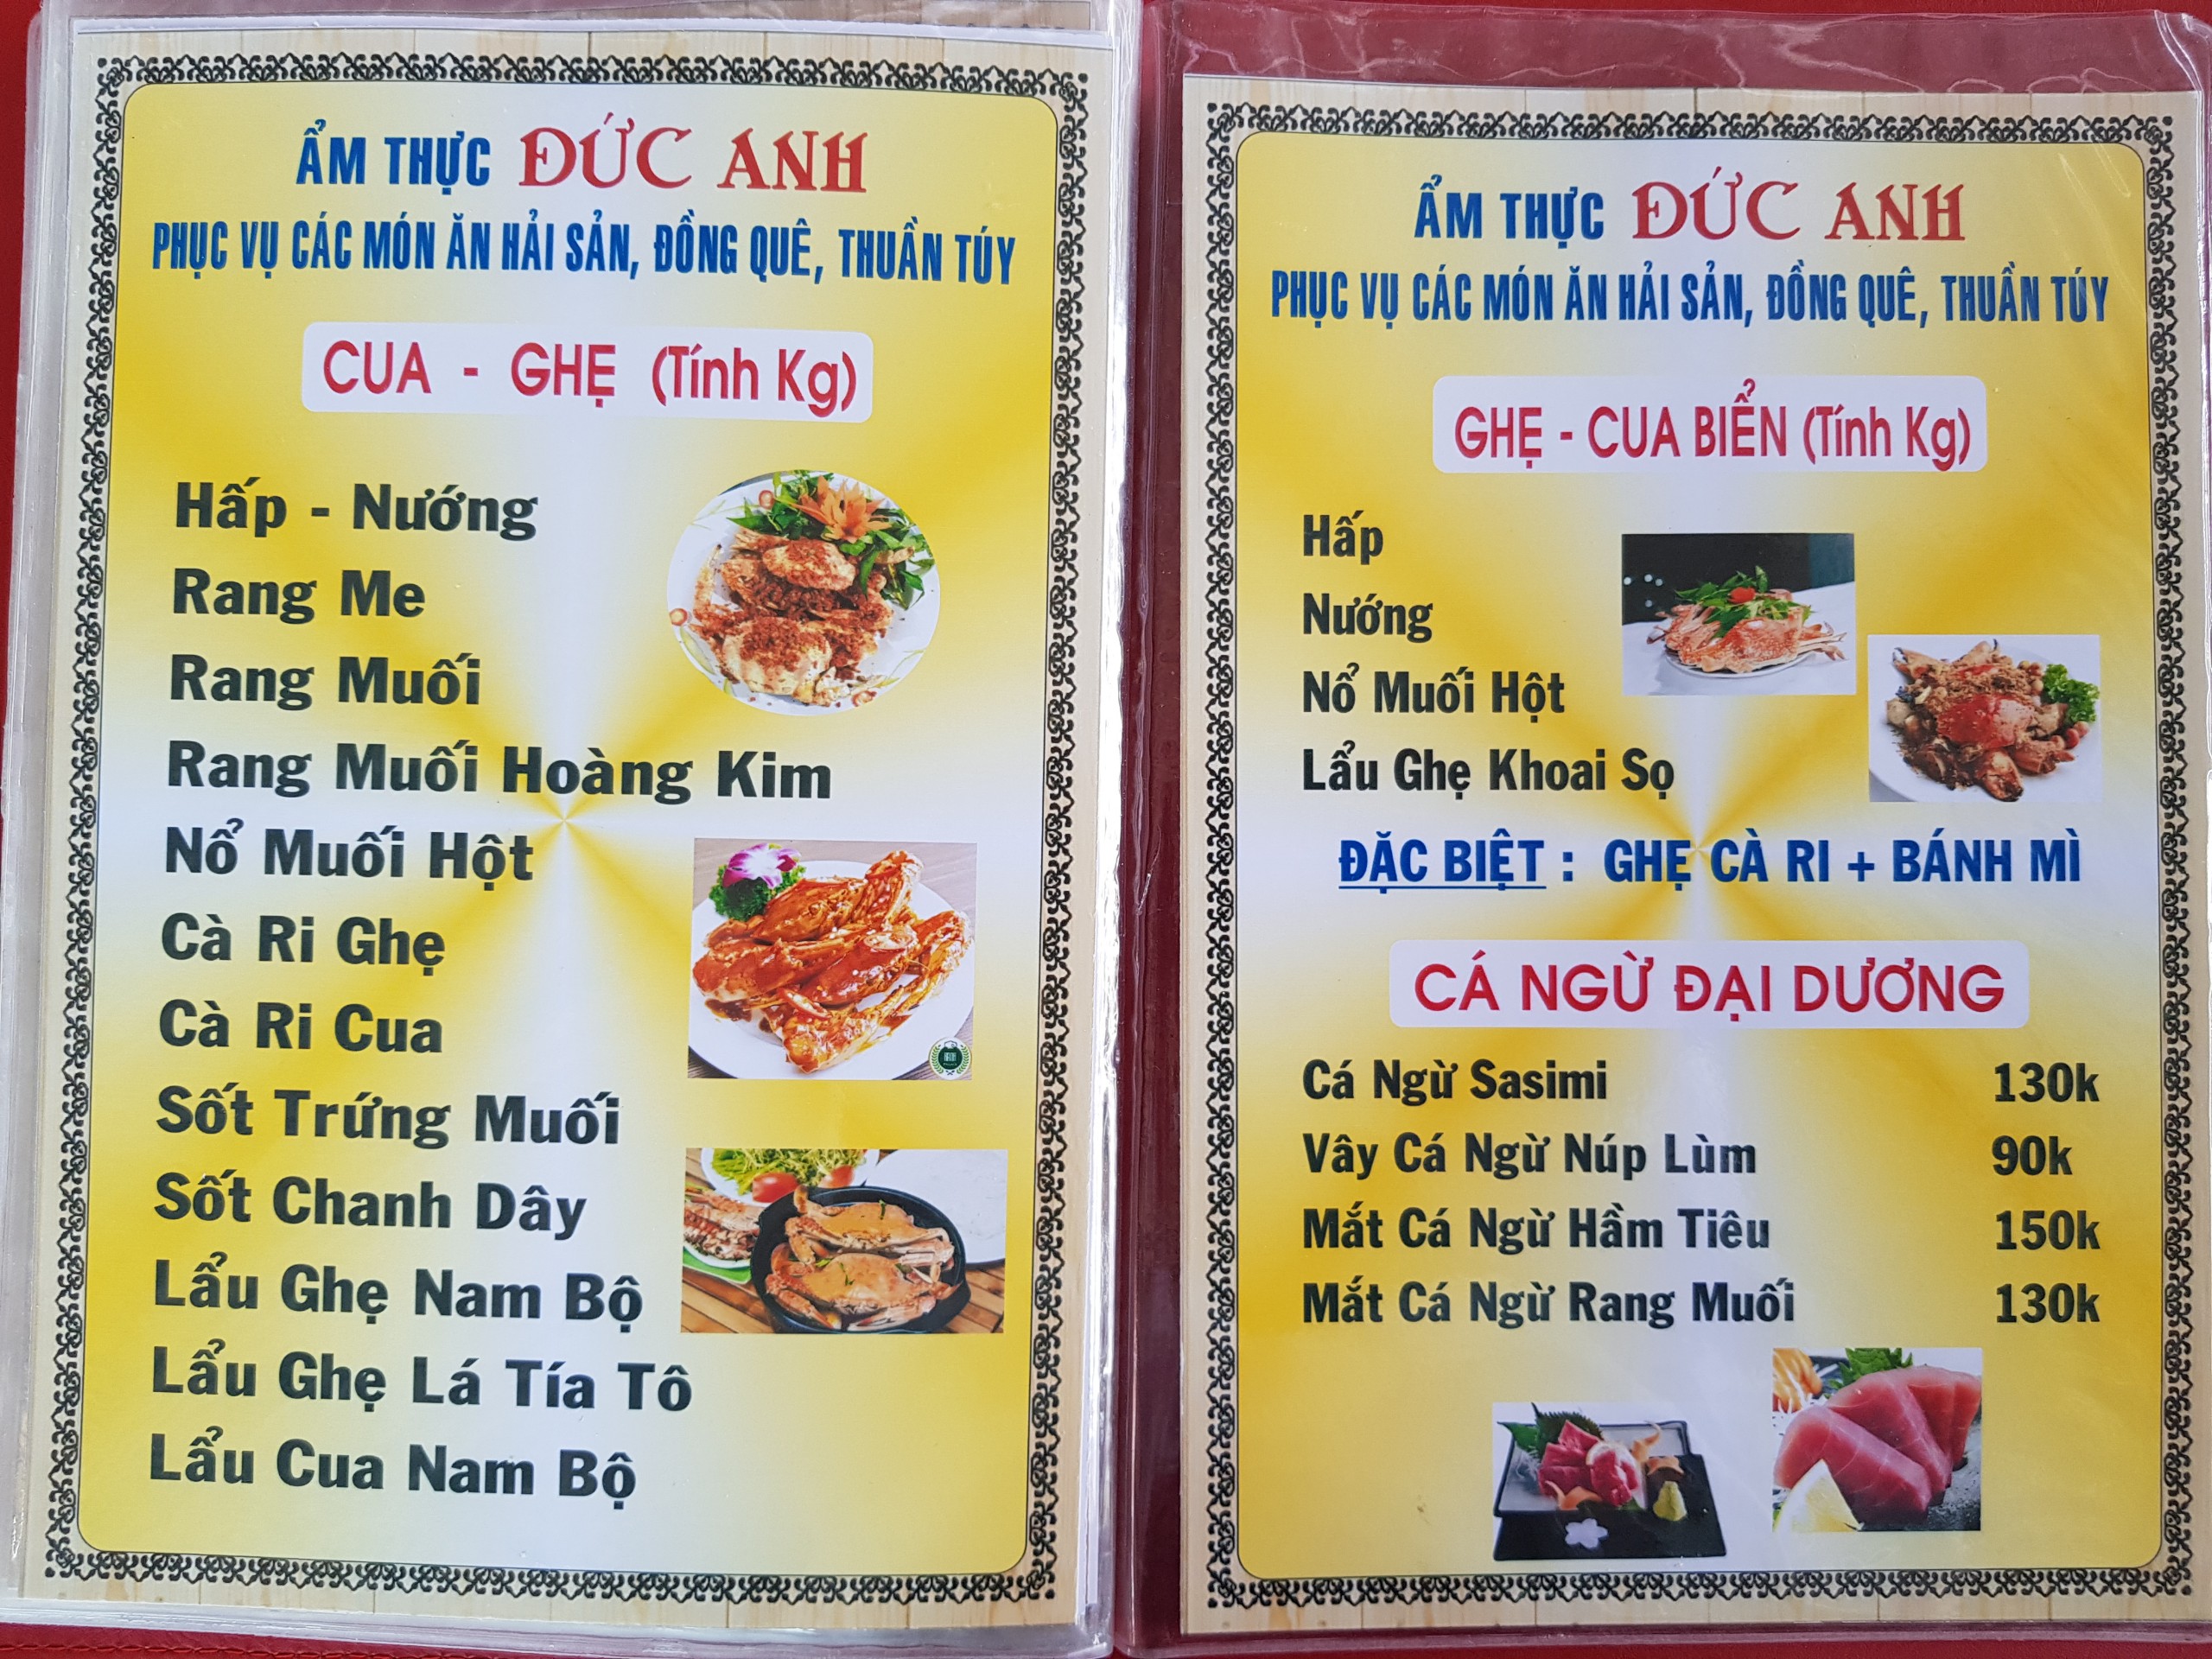 ẨM THỰC ĐỨC ANH
PHỤC VỤ CÁC MÓN ĂN HẢI SẢN, ĐỒNG QUÊ, THUẦN TÚY
CUA - GHẸ (Tính Kg)
Hấp - Nướng
Rang Me
Rang Muối
Rang Muối Hoàng Kim
Nổ Muối Hột
Cà Ri Ghẹ
Cà Ri Cua
Sốt Trứng Muối
Sốt Chanh Dây
Lẩu Ghẹ Nam Bộ
Lẩu Ghẹ Lá Tía Tô
Lẩu Cua Nam Bộ
ẨM THỰC ĐỨC ANH
PHỤC VỤ CÁC MÓN ĂN HẢI SẢN, ĐỒNG QUÊ, THUẦN TÚY
GHẸ - CUA BIỂN (Tính Kg)
Hấp
Nướng
Nổ Muối Hột
Lẩu Ghẹ Khoai Sọ
ĐẶC BIỆT : GHẸ CÀ RI + BÁNH MÌ
CÁ NGỪ ĐẠI DƯƠNG
Cá Ngừ Sasimi 130k
Vây Cá Ngừ Núp Lùm 90k
Mắt Cá Ngừ Hầm Tiêu 150k
Mắt Cá Ngừ Rang Muối 130k